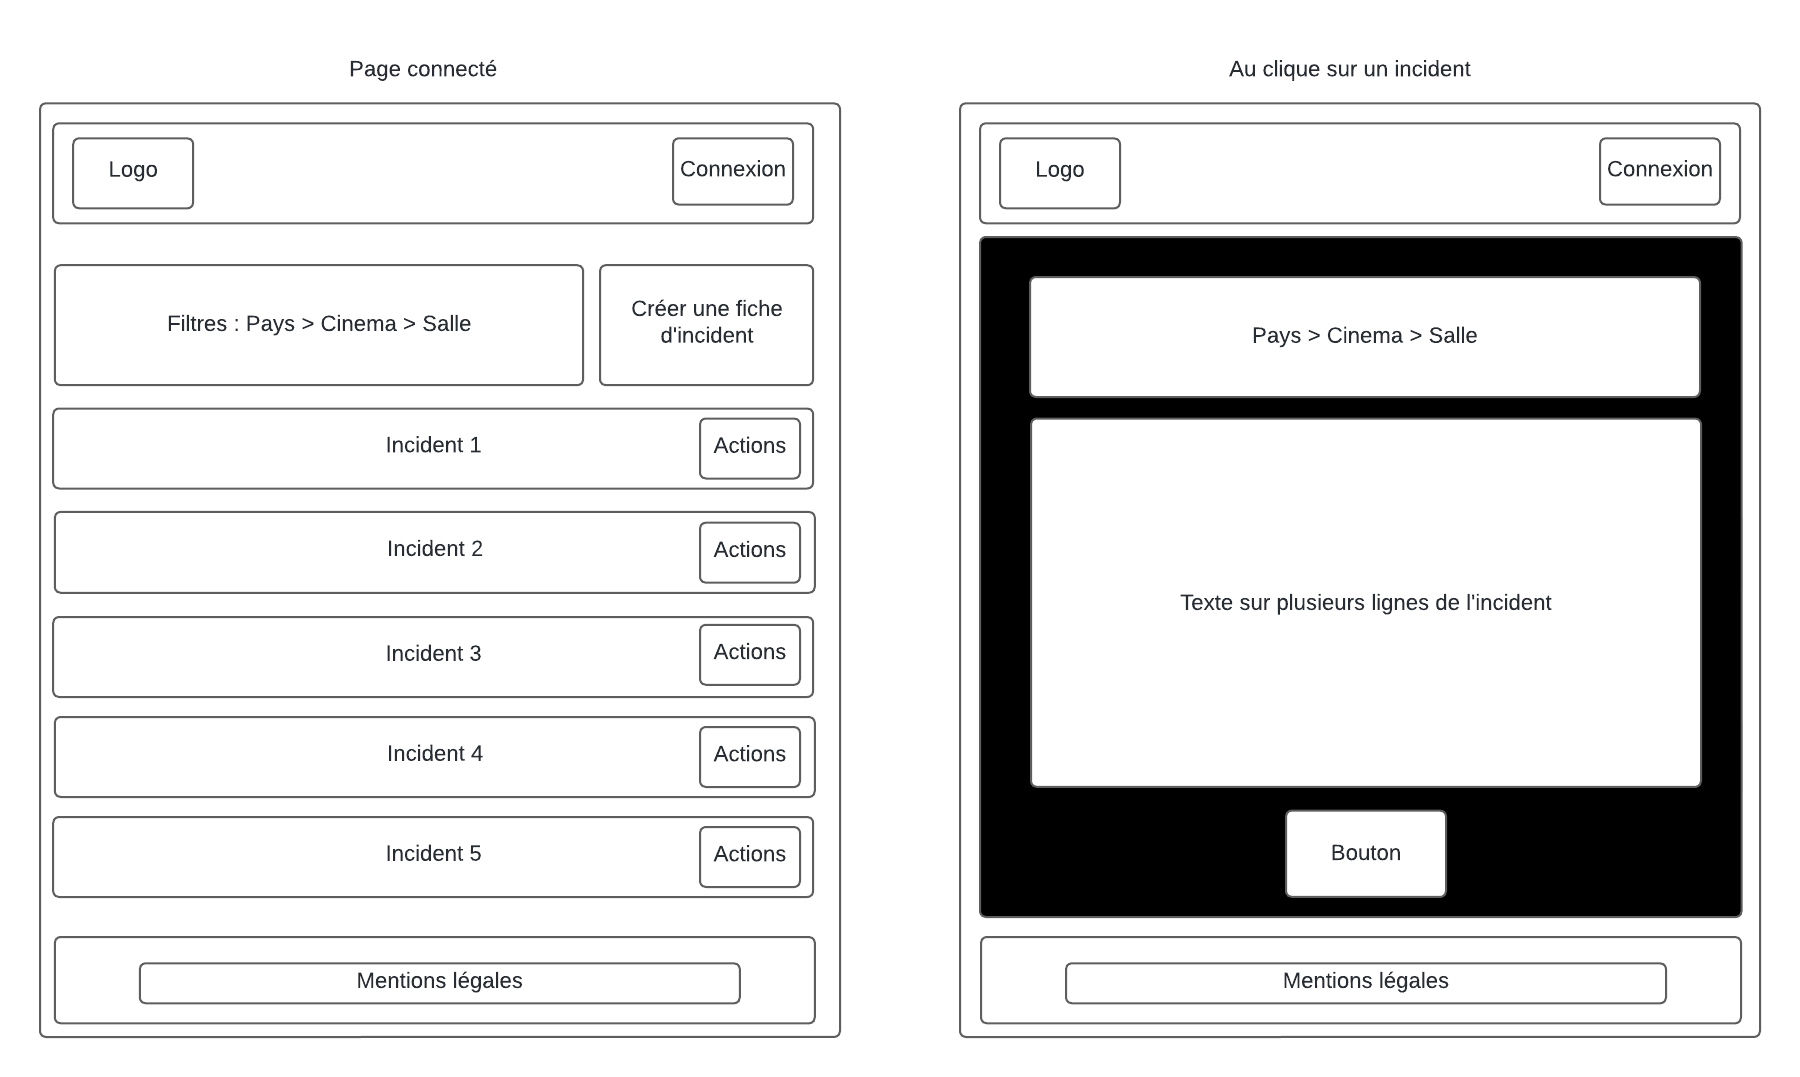 Page connecté
Logo
Connexion
Filtres : Pays > Cinema > Salle
Créer une fiche
d'incident
Incident 1
Actions
Incident 2
Actions
Incident 3
Actions
Incident 4
Actions
Incident 5
Actions
Mentions légales
Au clique sur un incident
Logo
Connexion
Pays > Cinema > Salle
Texte sur plusieurs lignes de l'incident
Bouton
Mentions légales